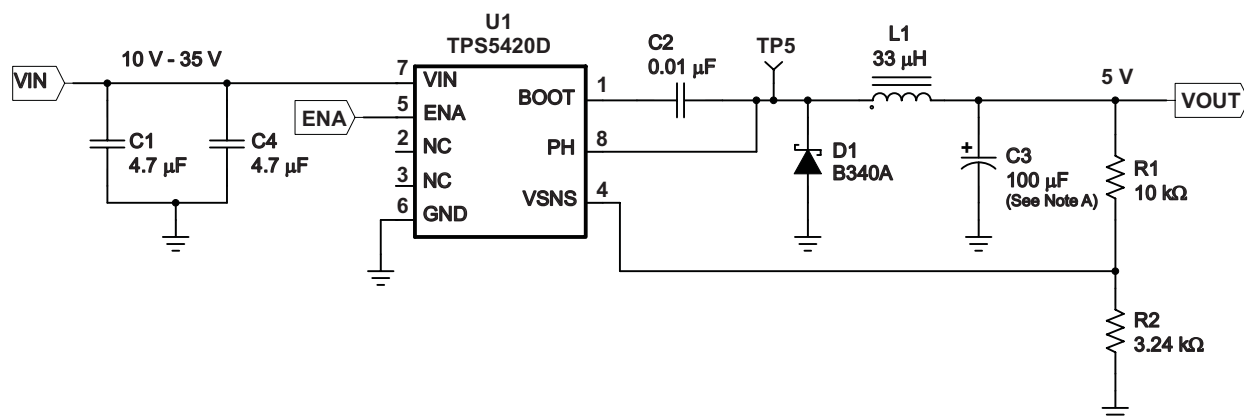 U1
TPS5420D
10 V - 35 V
VIN
7
VIN
ENA
5
ENA
2
NC
3
NC
6
GND
BOOT
1
PH
8
VSNS
4
C1
4.7 µF
C4
4.7 µF
C2
0.01 µF
TP5
L1
33 µH
5 V
VOUT
D1
B340A
+
C3
100 µF
(See Note A)
R1
10 kΩ
R2
3.24 kΩ